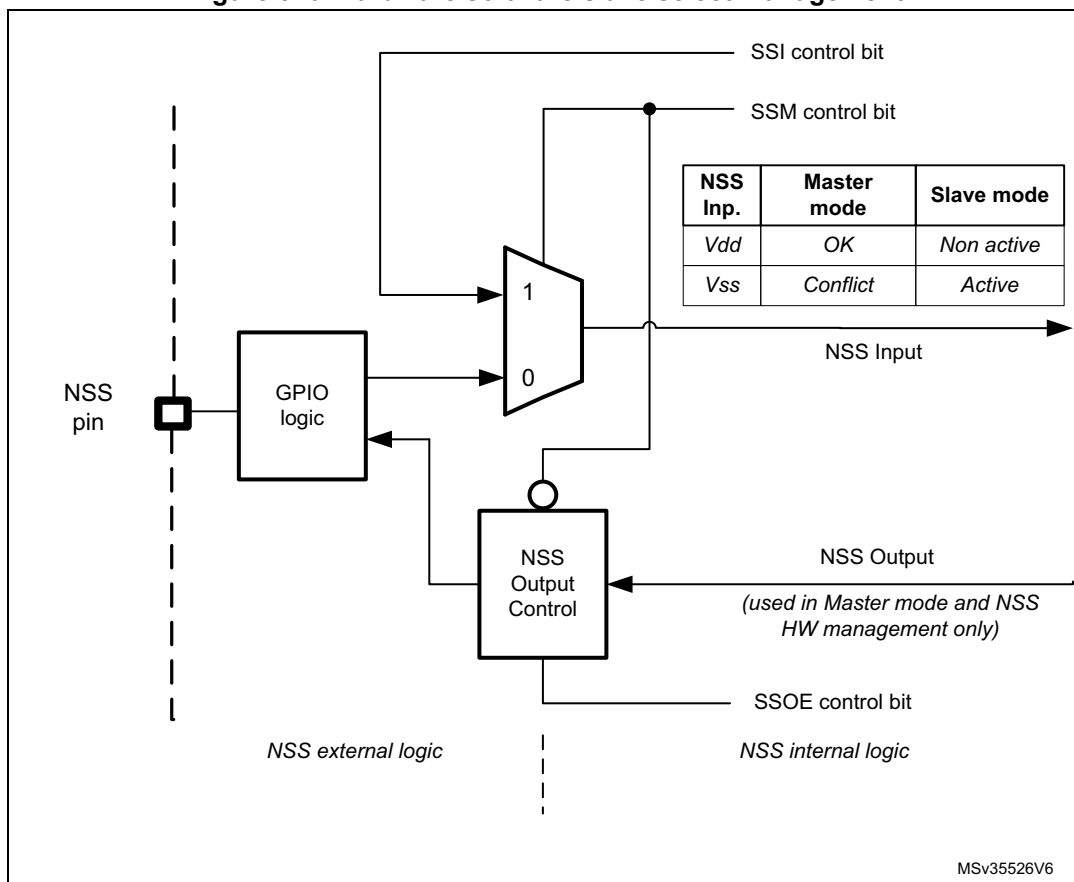 SSI control bit
SSM control bit
NSS Inp. Master mode Slave mode
Vdd OK Non active
Vss Conflict Active
1
0
NSS Input
NSS
pin
GPIO
logic
NSS
Output
Control
NSS Output
(used in Master mode and NSS
HW management only)
SSOE control bit
NSS external logic
NSS internal logic
MSv35526V6